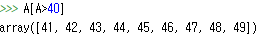 >>> A[A>40]
array([41, 42, 43, 44, 45, 46, 47, 48, 49])